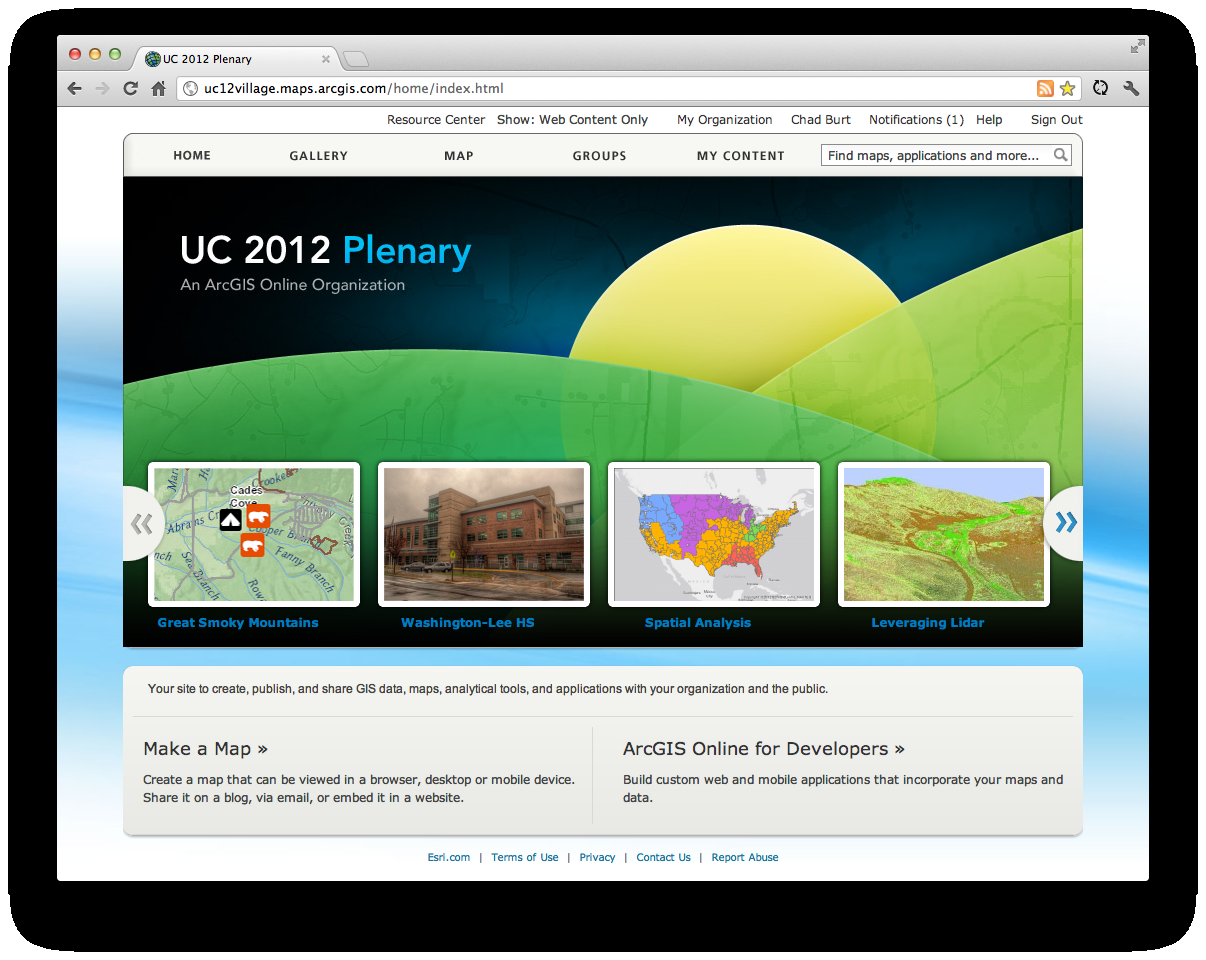 UC 2012 Plenary
uc12village.maps.arcgis.com/home/index.html
Resource Center Show: Web Content Only My Organization Chad Burt Notifications (1) Help Sign Out
HOME GALLERY MAP GROUPS MY CONTENT Find maps, applications and more...
UC 2012 Plenary
An ArcGIS Online Organization
Cades
Cove
Abrams
Fanny Branch
Great Smoky Mountains Washington-Lee HS Spatial Analysis Leveraging Lidar
Your site to create, publish, and share GIS data, maps, analytical tools, and applications with your organization and the public.
Make a Map »
Create a map that can be viewed in a browser, desktop or mobile device.
Share it on a blog, via email, or embed it in a website.
ArcGIS Online for Developers »
Build custom web and mobile applications that incorporate your maps and
data.
Esri.com | Terms of Use | Privacy | Contact Us | Report Abuse